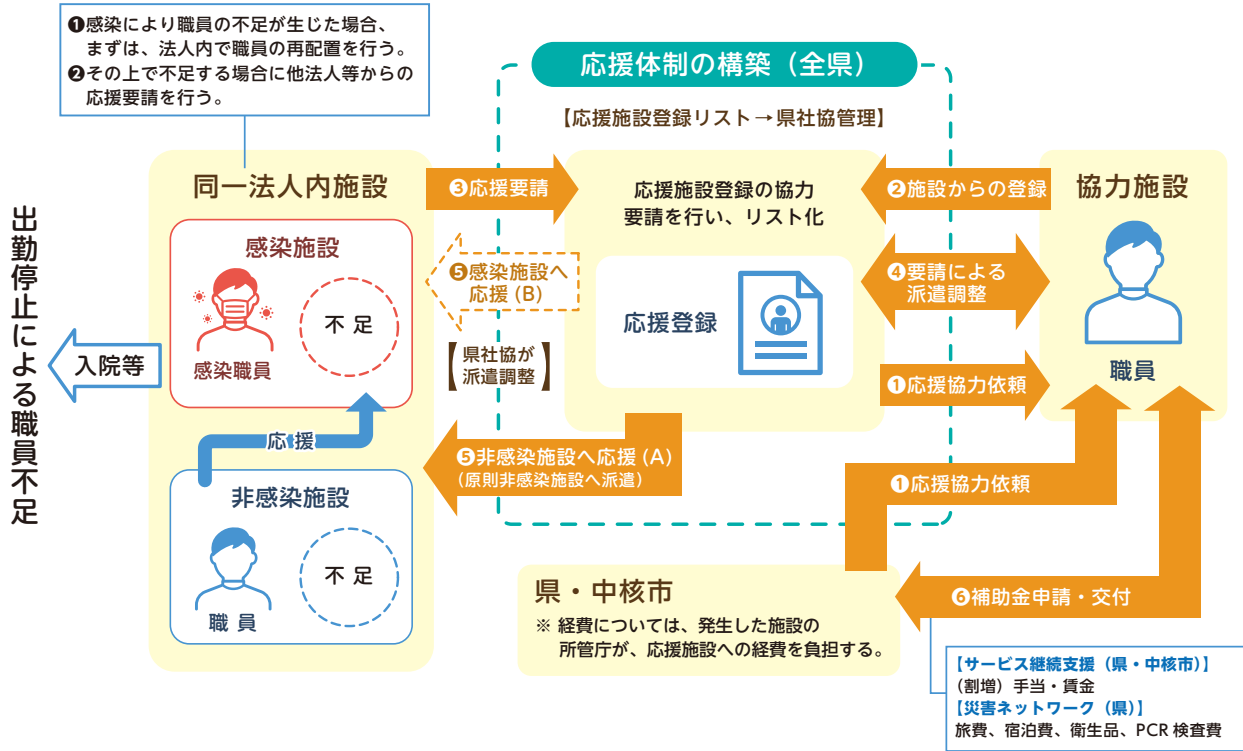 ❶感染により職員の不足が生じた場合、
まずは、法人内で職員の再配置を行う。
❷その上で不足する場合に他法人等からの
応援要請を行う。
応援体制の構築（全県）
【応援施設登録リスト→県社協管理】
同一法人内施設
❸応援要請
応援施設登録の協力
要請を行い、リスト化
❷施設からの登録
協力施設
出勤停止による職員不足
感染施設
不 足
感染職員
入院等
❺感染施設へ
応援 (B)
応援登録
❹要請による
派遣調整
【県社協が
派遣調整】
職員
❶応援協力依頼
応 援
❺非感染施設へ応援 (A)
（原則非感染施設へ派遣）
❶応援協力依頼
非感染施設
不 足
職 員
県・中核市
※ 経費については、発生した施設の
所管庁が、応援施設への経費を負担する。
❻補助金申請・交付
【サービス継続支援（県・中核市）】
（割増）手当・賃金
【災害ネットワーク（県）】
旅費、宿泊費、衛生品、PCR 検査費